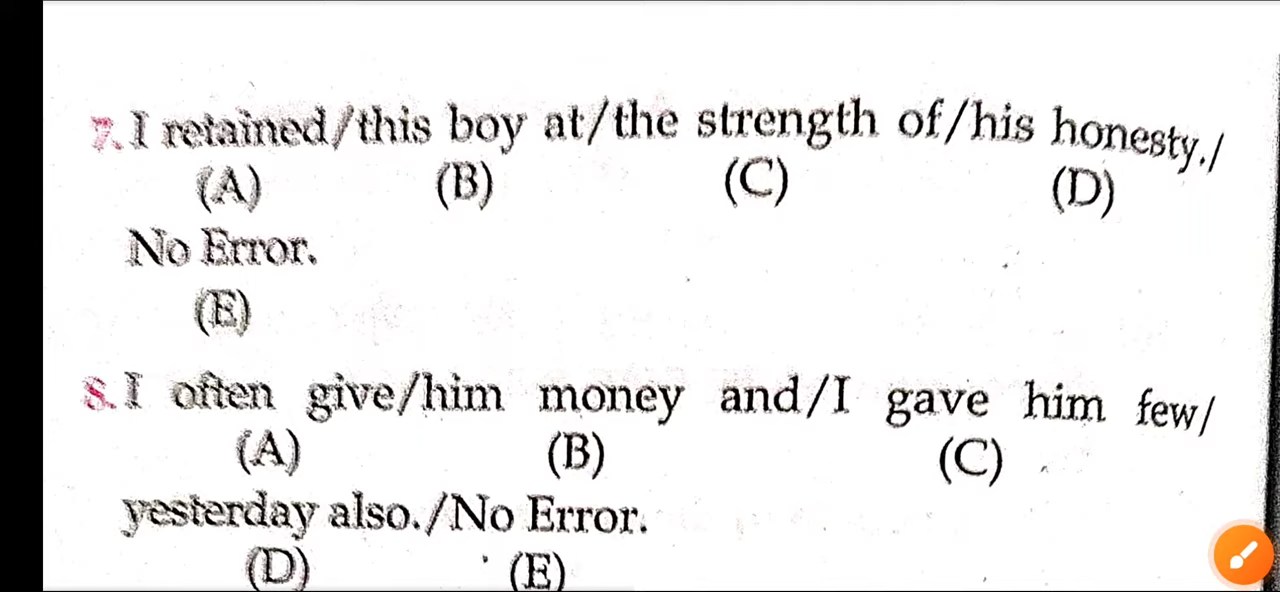 7. I retained/this boy at/the strength of/his honesty./
(A) (B) (C) (D)
No Error.
(E)
8. I often give/him money and/I gave him few/
(A) (B) (C)
yesterday also./No Error.
(D) (E)